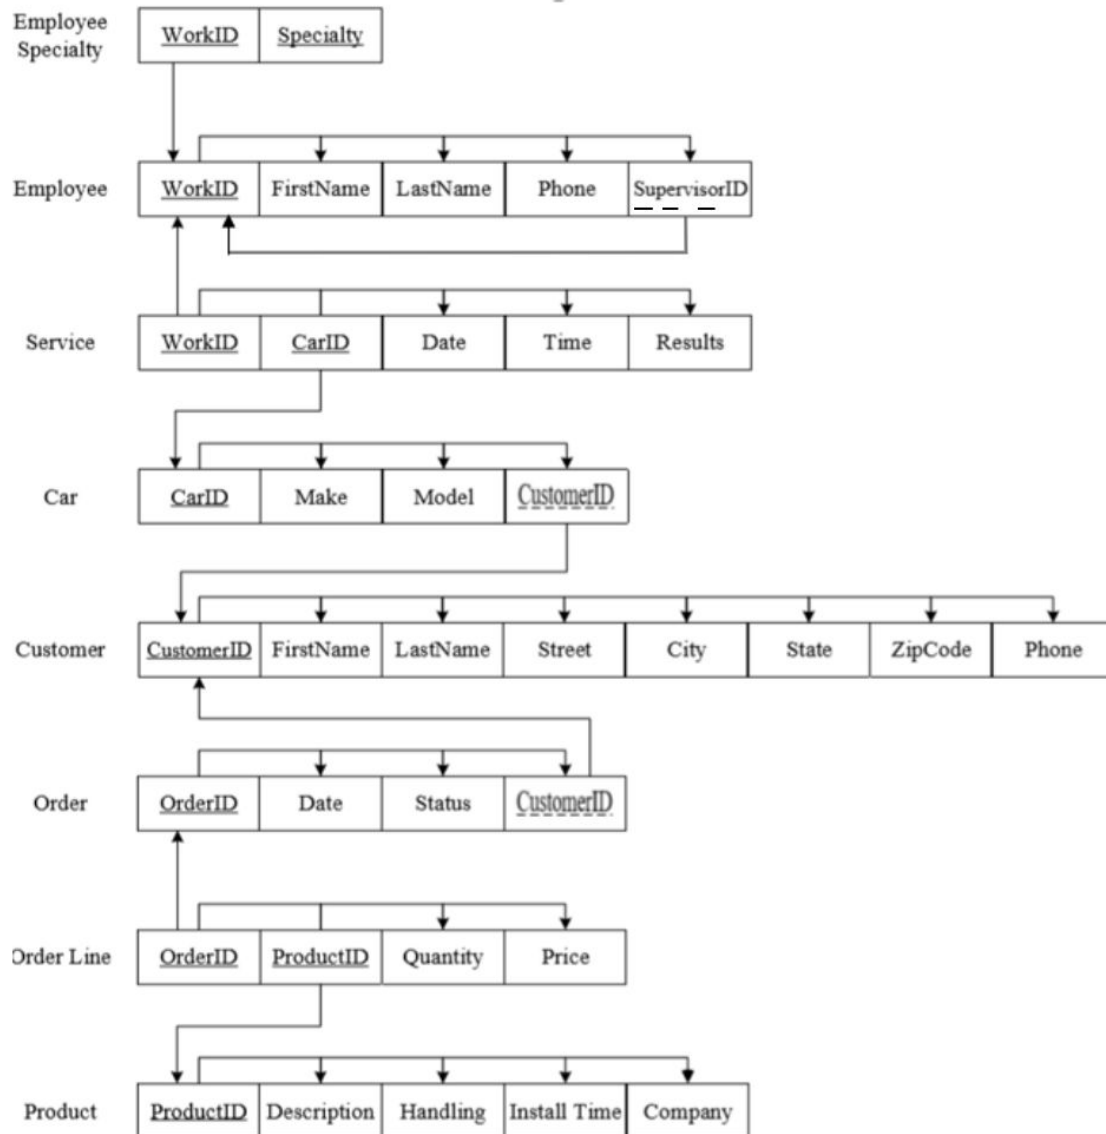 Employee
Specialty
WorkID Specialty
Employee WorkID FirstName LastName Phone SupervisorID
Service WorkID CarID Date Time Results
Car CarID Make Model CustomerID
Customer CustomerID FirstName LastName Street City State ZipCode Phone
Order OrderID Date Status CustomerID
Order Line OrderID ProductID Quantity Price
Product ProductID Description Handling Install Time Company